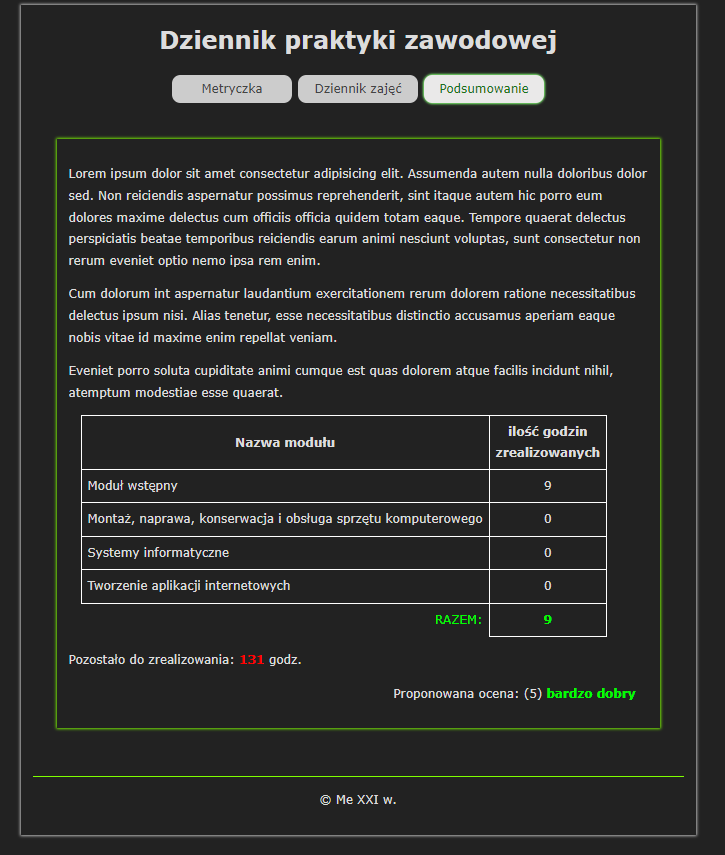 Dziennik praktyki zawodowej
Metryczka
Dziennik zajęć
Podsumowanie
Lorem ipsum dolor sit amet consectetur adipisicing elit. Assumenda autem nulla doloribus dolor
sed. Non reiciendis aspernatur possimus reprehenderit, sint itaque autem hic porro eum
dolores maxime delectus cum officiis officia quidem totam eaque. Tempore quaerat delectus
perspiciatis beatae temporibus reiciendis earum animi nesciunt voluptas, sunt consectetur non
rerum eveniet optio nemo ipsa rem enim.
Cum dolorum int aspernatur laudantium exercitationem rerum dolorem ratione necessitatibus
delectus ipsum nisi. Alias tenetur, esse necessitatibus distinctio accusamus aperiam eaque
nobis vitae id maxime enim repellat veniam.
Eveniet porro soluta cupiditate animi cumque est quas dolorem atque facilis incidunt nihil,
atemptum modestiae esse quaerat.
Nazwa modułu
ilość godzin
zrealizowanych
Moduł wstępny 9
Montaż, naprawa, konserwacja i obsługa sprzętu komputerowego 0
Systemy informatyczne 0
Tworzenie aplikacji internetowych 0
RAZEM: 9
Pozostało do zrealizowania: 131 godz.
Proponowana ocena: (5) bardzo dobry
© Me XXI w.